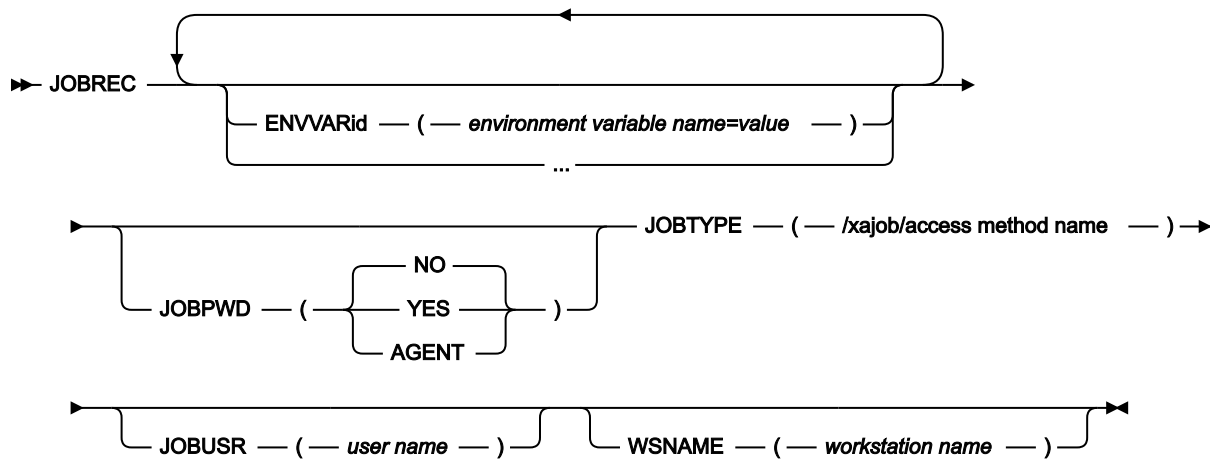 JOBREC
ENVVARid ( environment variable name=value )
...
JOBTYPE ( /xajob/access method name )
NO
JOBPWD ( YES )
AGENT
JOBUSR ( user name ) WSNAME ( workstation name )